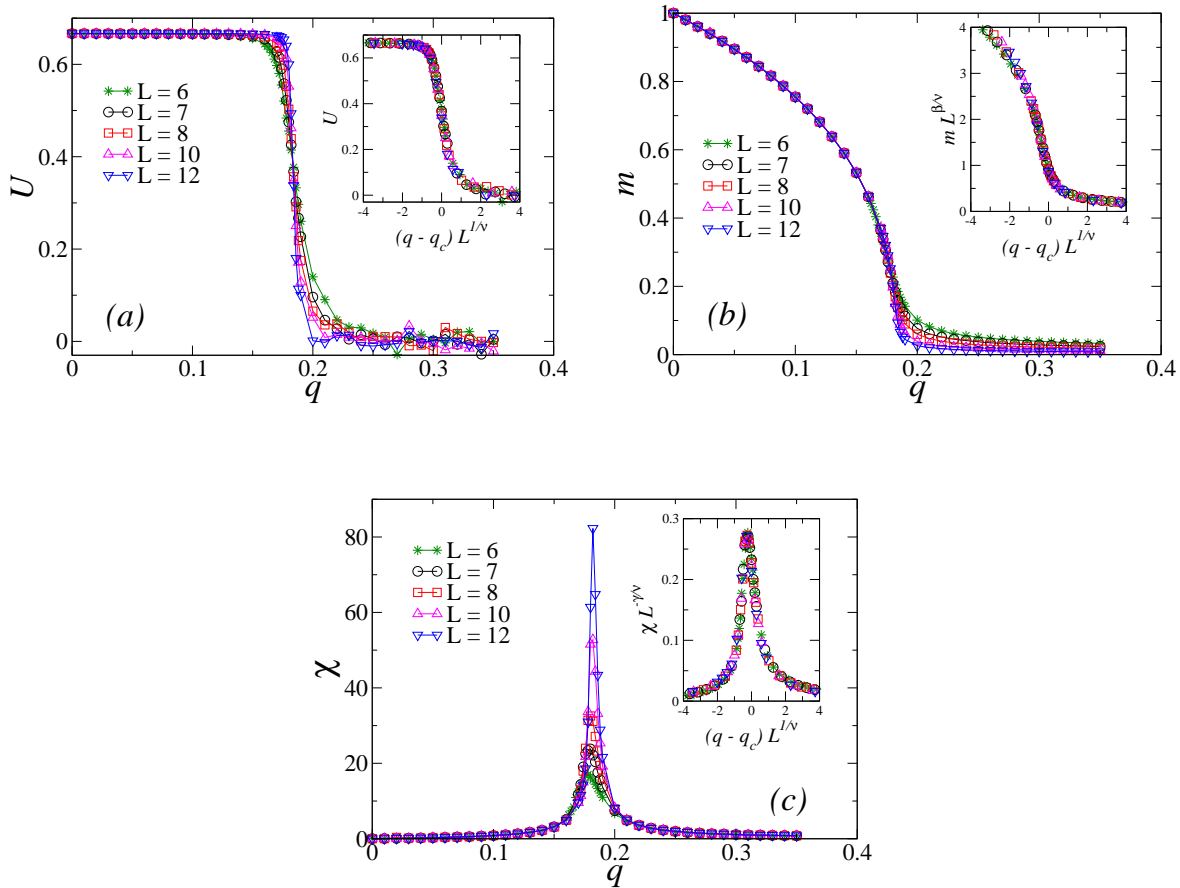 0.6
0.4
0.2
0
U
L = 6
L = 7
L = 8
L = 10
L = 12
(a)
0 0.1 0.2 0.3 0.4
q
0.6
0.4
0.2
0
U
-4 -2 0 2 4
(q - q_c) L^{1/ν}
1
0.8
0.6
0.4
0.2
0
m
L = 6
L = 7
L = 8
L = 10
L = 12
(b)
0 0.1 0.2 0.3 0.4
q
4
3
2
1
0
m L^{β/ν}
-4 -2 0 2 4
(q - q_c) L^{1/ν}
80
60
40
20
0
χ
L = 6
L = 7
L = 8
L = 10
L = 12
(c)
0 0.1 0.2 0.3 0.4
q
0.3
0.2
0.1
0
χ L^{-γ/ν}
-4 -2 0 2 4
(q - q_c) L^{1/ν}